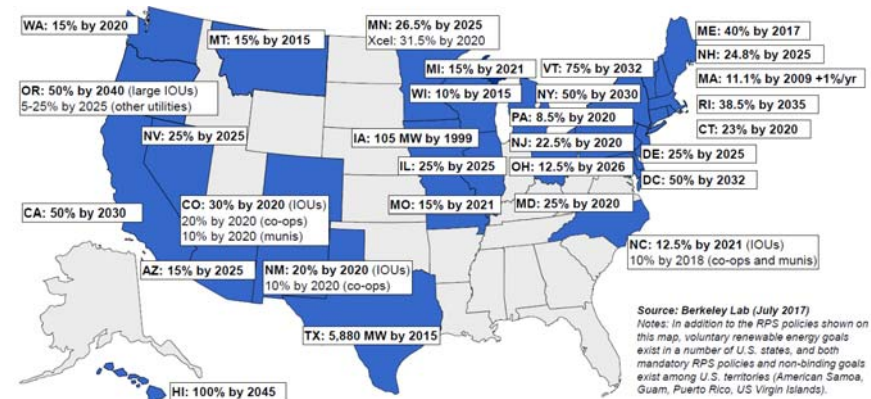 WA: 15% by 2020
MT: 15% by 2015
MN: 26.5% by 2025
Xcel: 31.5% by 2020
ME: 40% by 2017
NH: 24.8% by 2025
MI: 15% by 2021
VT: 75% by 2032
MA: 11.1% by 2009 +1%/yr
OR: 50% by 2040 (large IOUs)
5-25% by 2025 (other utilities)
WI: 10% by 2015
NY: 50% by 2030
RI: 38.5% by 2035
PA: 8.5% by 2020
CT: 23% by 2020
NV: 25% by 2025
IA: 105 MW by 1999
NJ: 22.5% by 2020
DE: 25% by 2025
IL: 25% by 2025
OH: 12.5% by 2026
DC: 50% by 2032
CA: 50% by 2030
CO: 30% by 2020 (IOUs)
20% by 2020 (co-ops)
10% by 2020 (munis)
MO: 15% by 2021
MD: 25% by 2020
NC: 12.5% by 2021 (IOUs)
10% by 2018 (co-ops and munis)
AZ: 15% by 2025
NM: 20% by 2020 (IOUs)
10% by 2020 (co-ops)
TX: 5,880 MW by 2015
HI: 100% by 2045
Source: Berkeley Lab (July 2017)
Notes: In addition to the RPS policies shown on
this map, voluntary renewable energy goals
exist in a number of U.S. states, and both
mandatory RPS policies and non-binding goals
exist among U.S. territories (American Samoa,
Guam, Puerto Rico, US Virgin Islands).